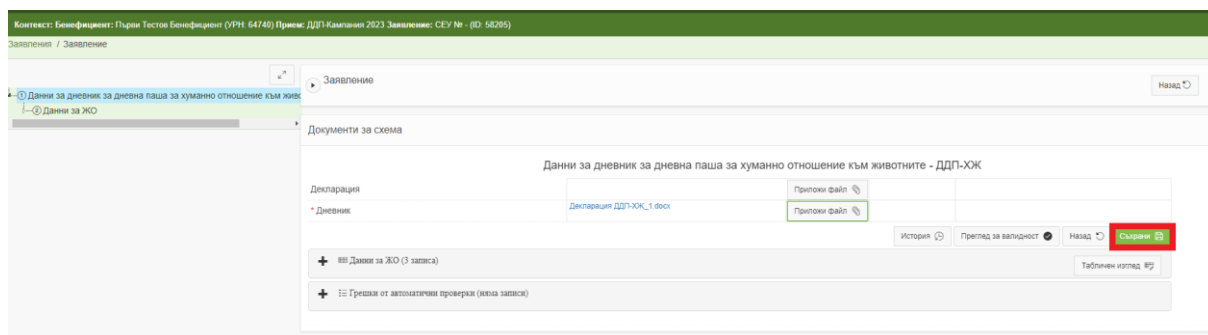 Контекст: Бенефициент: Първи Тестов Бенефициент (УРН: 64740) Прием: ДДП-Кампания 2023 Заявление: СЕУ № - (ID: 58205)
Заявления / Заявление
① Данни за дневник за дневна паша за хуманно отношение към живо
② Данни за ЖО
Заявление
Назад
Документи за схема
Данни за дневник за дневна паша за хуманно отношение към животните - ДДП-ХЖ
Декларация Приложи файл
* Дневник Декларация ДДП-ХЖ_1.docx Приложи файл
История Преглед за валидност Назад Съхрани
Данни за ЖО (3 записа) Табличен изглед
Грешки от автоматични проверки (няма записи)